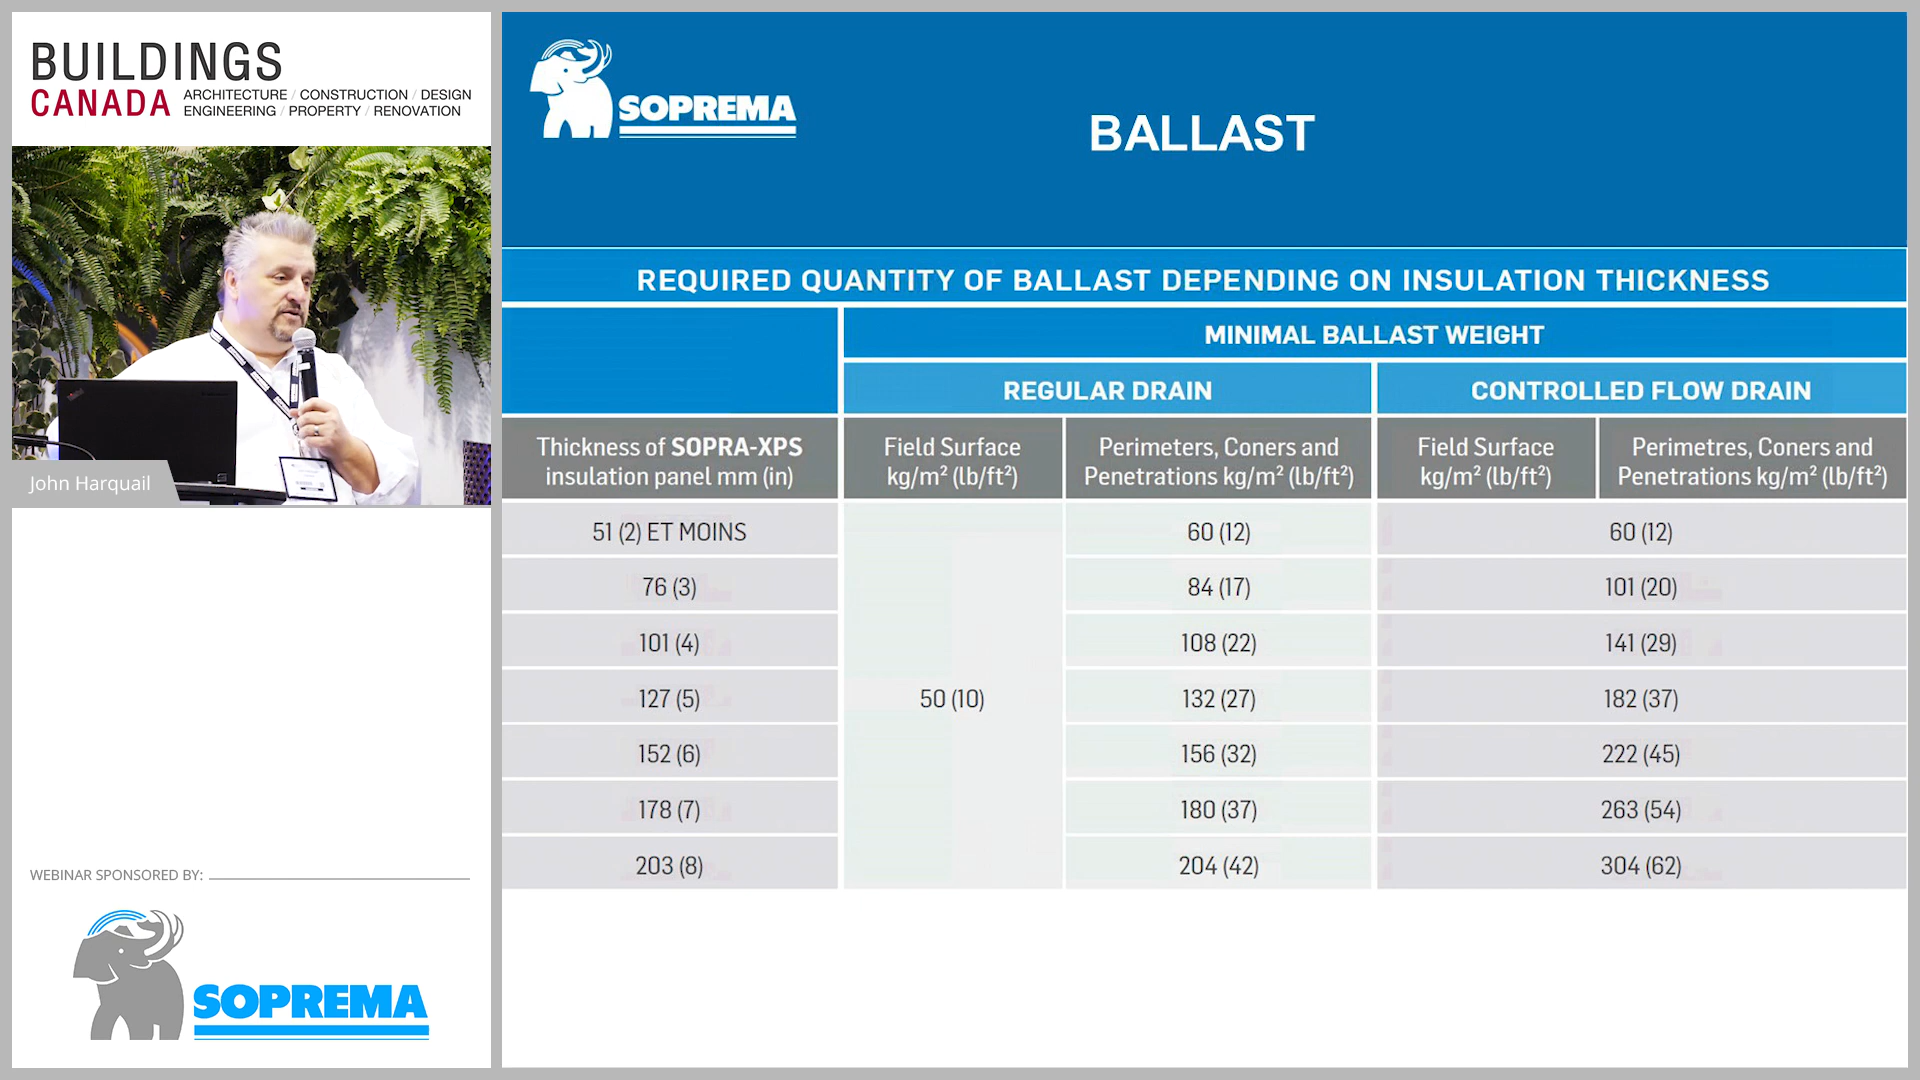 BUILDINGS
CANADA
ARCHITECTURE / CONSTRUCTION / DESIGN
ENGINEERING / PROPERTY / RENOVATION
John Harquail
WEBINAR SPONSORED BY:
SOPREMA
SOPREMA
BALLAST
REQUIRED QUANTITY OF BALLAST DEPENDING ON INSULATION THICKNESS
MINIMAL BALLAST WEIGHT
REGULAR DRAIN
CONTROLLED FLOW DRAIN
Thickness of SOPRA-XPS
insulation panel mm (in)
Field Surface
kg/m² (lb/ft²)
Perimeters, Coners and
Penetrations kg/m² (lb/ft²)
Field Surface
kg/m² (lb/ft²)
Perimetres, Coners and
Penetrations kg/m² (lb/ft²)
51 (2) ET MOINS
60 (12)
60 (12)
76 (3)
84 (17)
101 (20)
101 (4)
108 (22)
141 (29)
127 (5)
50 (10)
132 (27)
182 (37)
152 (6)
156 (32)
222 (45)
178 (7)
180 (37)
263 (54)
203 (8)
204 (42)
304 (62)